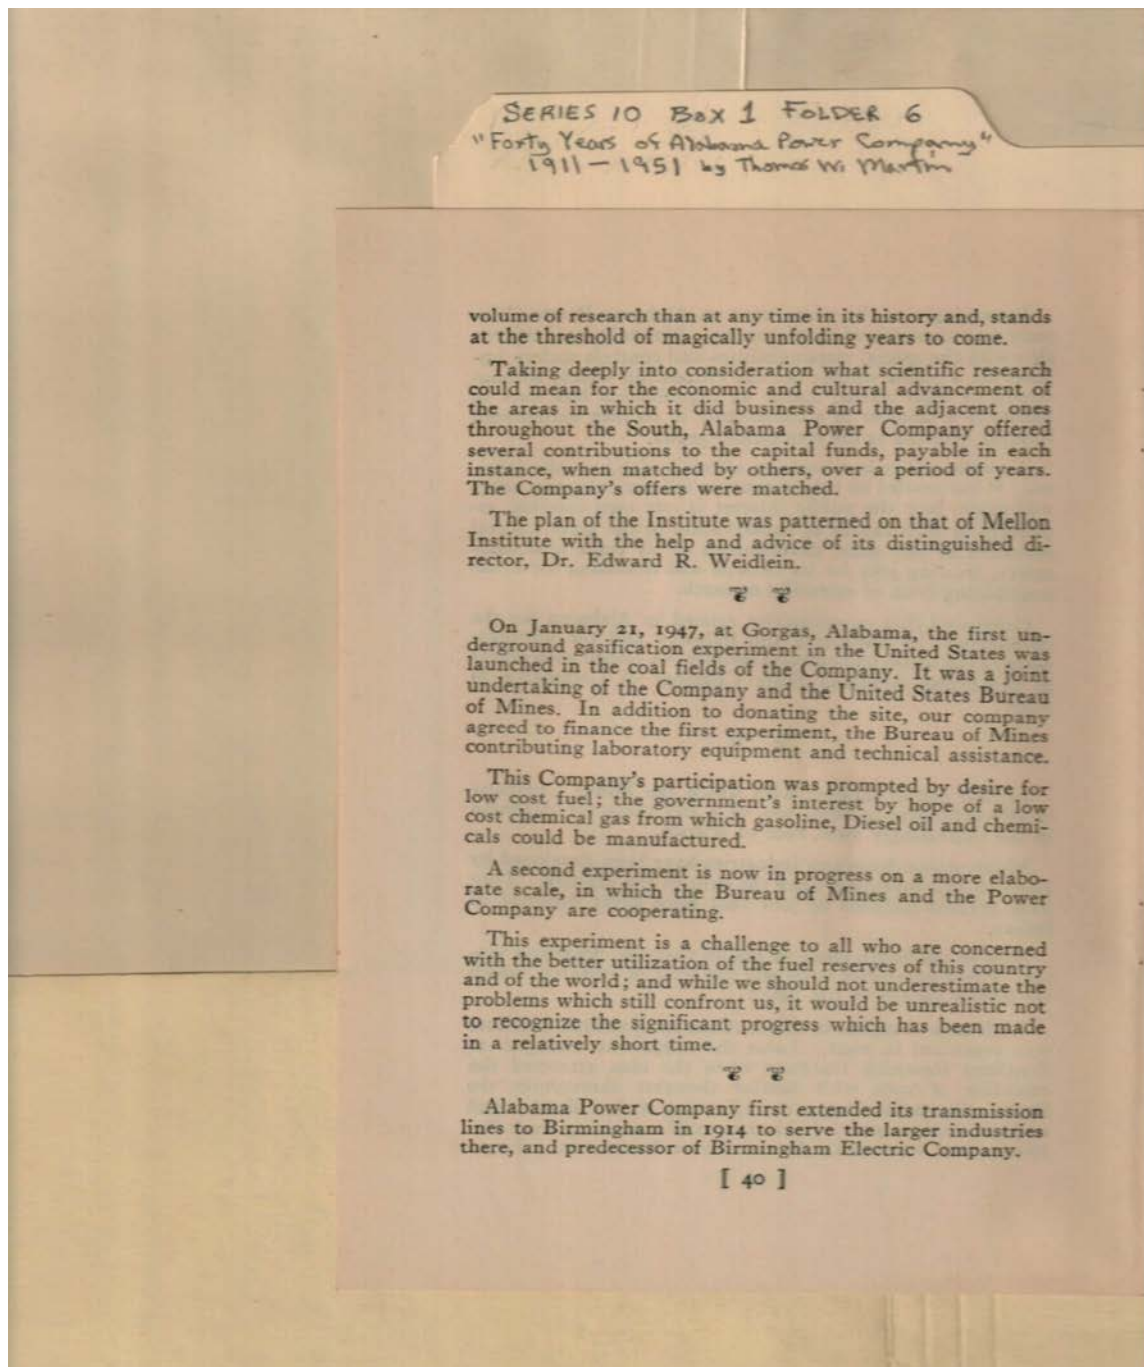 SERIES 10 BOX 1 FOLDER 6
"Forty Years of Alabama Power Company"
1911-1951 by Thomas W. Martin
volume of research than at any time in its history and, stands
at the threshold of magically unfolding years to come.
Taking deeply into consideration what scientific research
could mean for the economic and cultural advancement of
the areas in which it did business and the adjacent ones
throughout the South, Alabama Power Company offered
several contributions to the capital funds, payable in each
instance, when matched by others, over a period of years.
The Company's offers were matched.
The plan of the Institute was patterned on that of Mellon
Institute with the help and advice of its distinguished di-
rector, Dr. Edward R. Weidlein.
On January 21, 1947, at Gorgas, Alabama, the first un-
derground gasification experiment in the United States was
launched in the coal fields of the Company. It was a joint
undertaking of the Company and the United States Bureau
of Mines. In addition to donating the site, our company
agreed to finance the first experiment, the Bureau of Mines
contributing laboratory equipment and technical assistance.
This Company's participation was prompted by desire for
low cost fuel; the government's interest by hope of a low
cost chemical gas from which gasoline, Diesel oil and chemi-
cals could be manufactured.
A second experiment is now in progress on a more elabo-
rate scale, in which the Bureau of Mines and the Power
Company are cooperating.
This experiment is a challenge to all who are concerned
with the better utilization of the fuel reserves of this country
and of the world; and while we should not underestimate the
problems which still confront us, it would be unrealistic not
to recognize the significant progress which has been made
in a relatively short time.
Alabama Power Company first extended its transmission
lines to Birmingham in 1914 to serve the larger industries
there, and predecessor of Birmingham Electric Company.
[ 40 ]